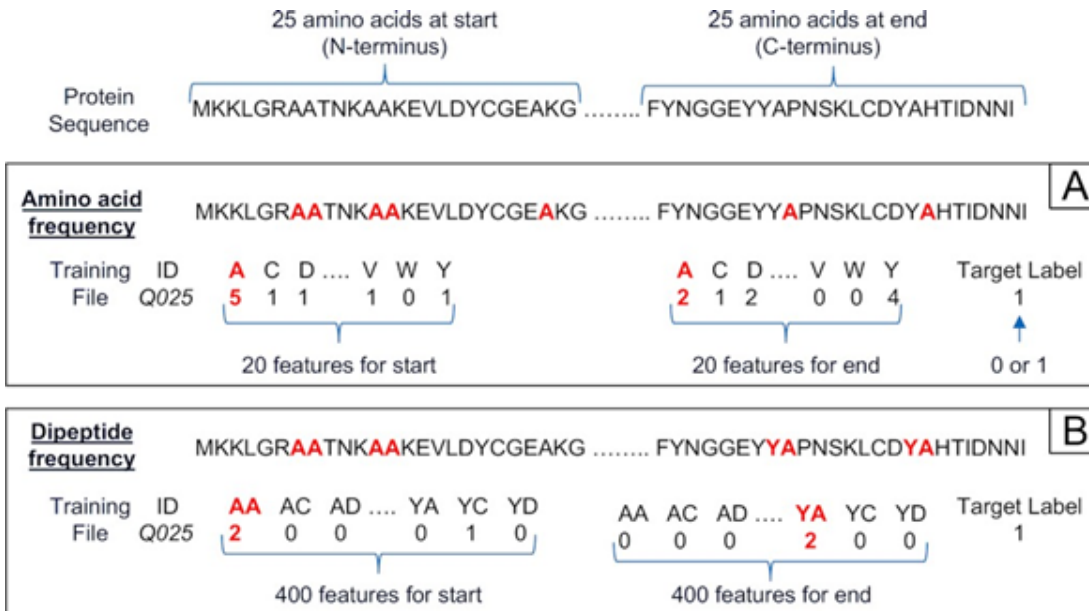 25 amino acids at start 25 amino acids at end
(N-terminus) (C-terminus)
Protein
Sequence
MKKLGRAATNKAAKEVLDYCGEAKG ........ FYNGGEYYAPNSKLCDYAHTIDNNI
A
Amino acid
frequency
MKKLGRAATNKAAKEVLDYCGEAKG ........ FYNGGEYYAPNSKLCDYAHTIDNNI
Training ID A C D .... V W Y A C D .... V W Y Target Label
File Q025 5 1 1 1 0 1 2 1 2 0 0 4 1
20 features for start 20 features for end 0 or 1
B
Dipeptide
frequency
MKKLGRAATNKAAKEVLDYCGEAKG ........ FYNGGEYYAPNSKLCDYAHTIDNNI
Training ID AA AC AD .... YA YC YD AA AC AD .... YA YC YD Target Label
File Q025 2 0 0 0 1 0 0 0 0 2 0 0 1
400 features for start 400 features for end